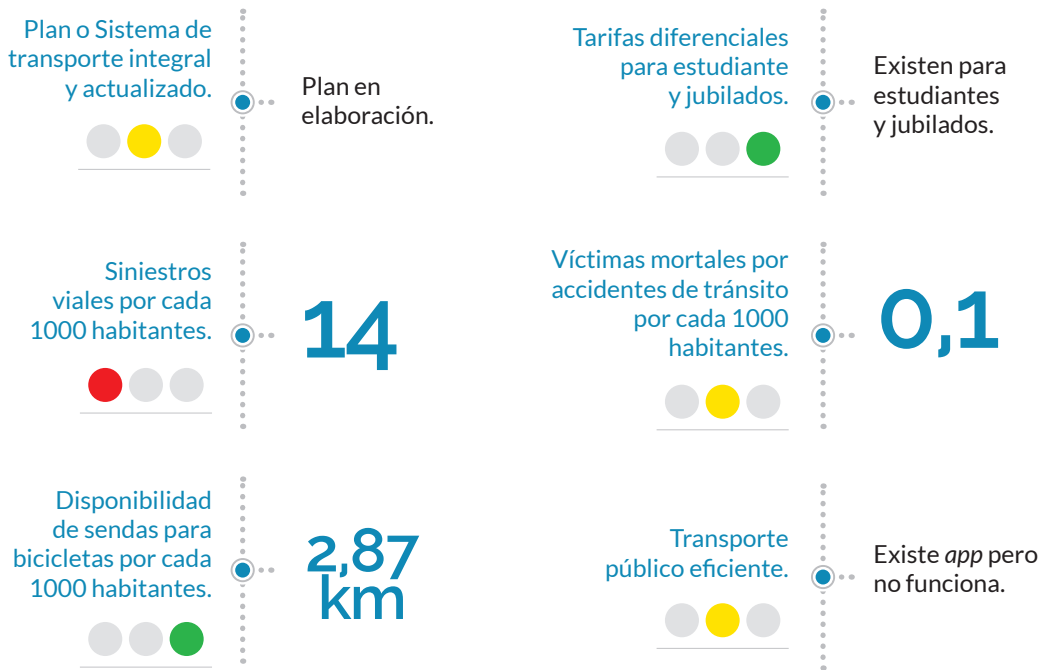 Plan o Sistema de
transporte integral
y actualizado.
Plan en
elaboración.
Tarifas diferenciales
para estudiante
y jubilados.
Existen para
estudiantes
y jubilados.
Siniestros
viales por cada
1000 habitantes.
14
Víctimas mortales por
accidentes de tránsito
por cada 1000
habitantes.
0,1
Disponibilidad
de sendas para
bicicletas por cada
1000 habitantes.
2,87
km
Transporte
público eficiente.
Existe app pero
no funciona.